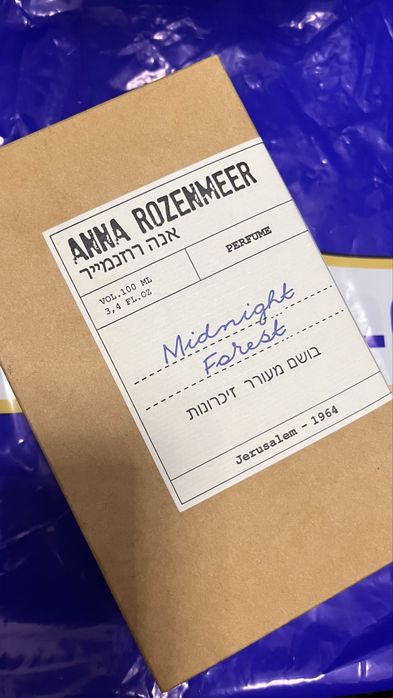 ANNA ROZENMEER
אנה רוזנמייר
VOL.100 ML
3,4 FL.OZ
PERFUME
Midnight
Forest
בושם מעורר זיכרונות
Jerusalem - 1964